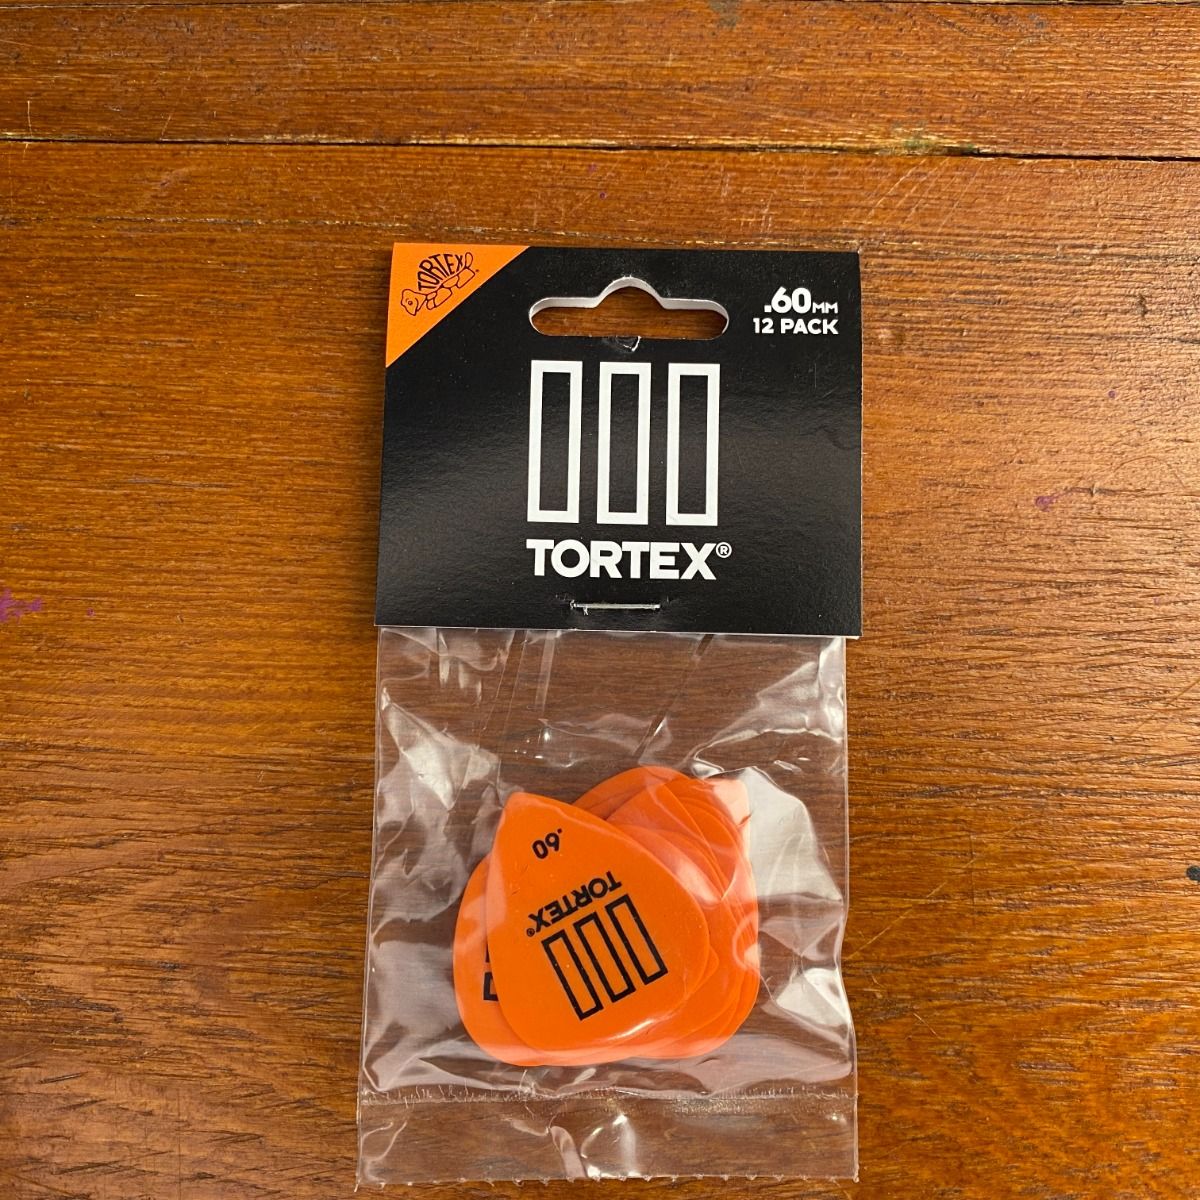 TORTEX
.60MM
12 PACK
TORTEX®
.60
TORTEX®